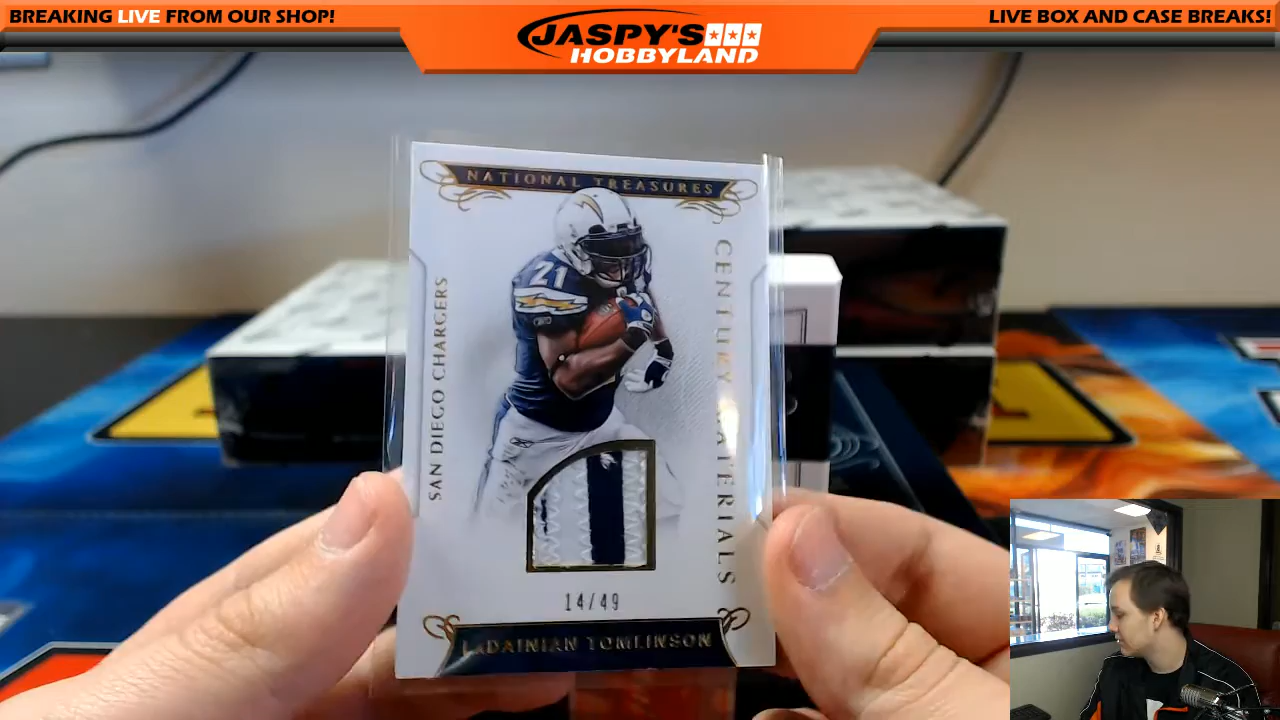 BREAKING LIVE FROM OUR SHOP!
JASPY'S
HOBBYLAND
LIVE BOX AND CASE BREAKS!
NATIONAL TREASURES
21
SAN DIEGO CHARGERS
CENTURY MATERIALS
14/49
LADAINIAN TOMLINSON